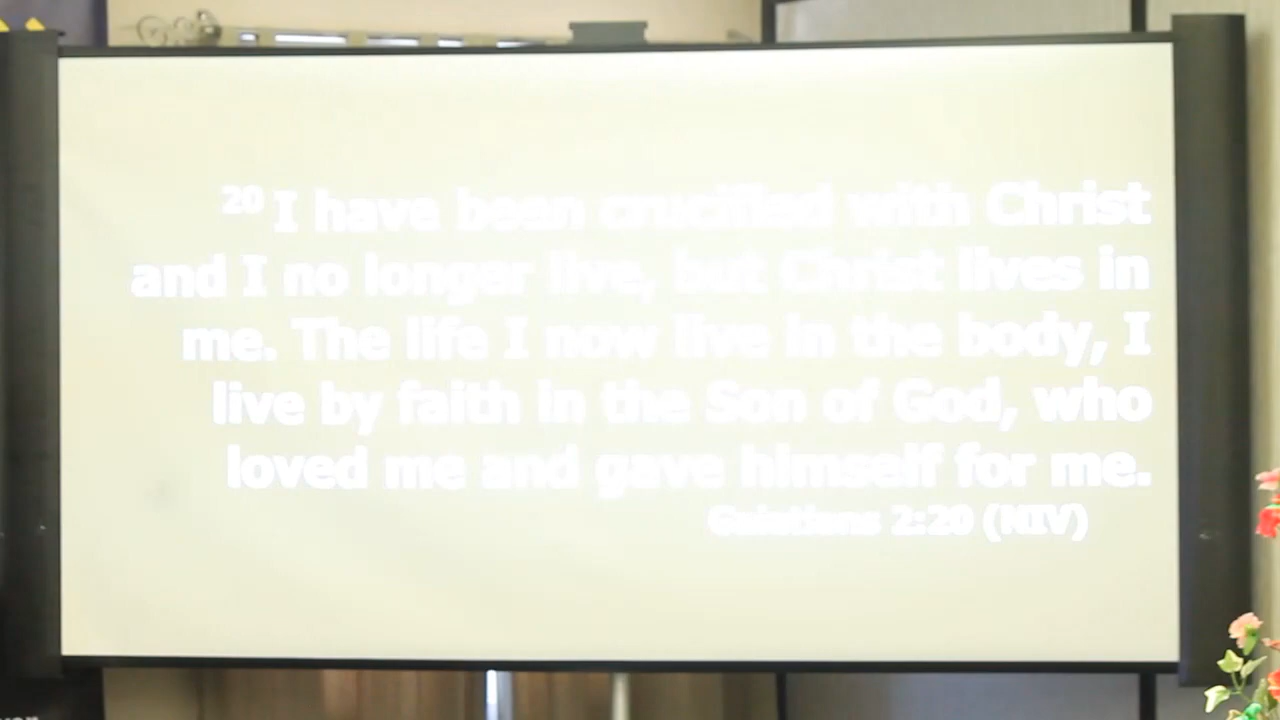 20 I have been crucified with Christ
and I no longer live, but Christ lives in
me. The life I now live in the body, I
live by faith in the Son of God, who
loved me and gave himself for me.
Galatians 2:20 (NIV)